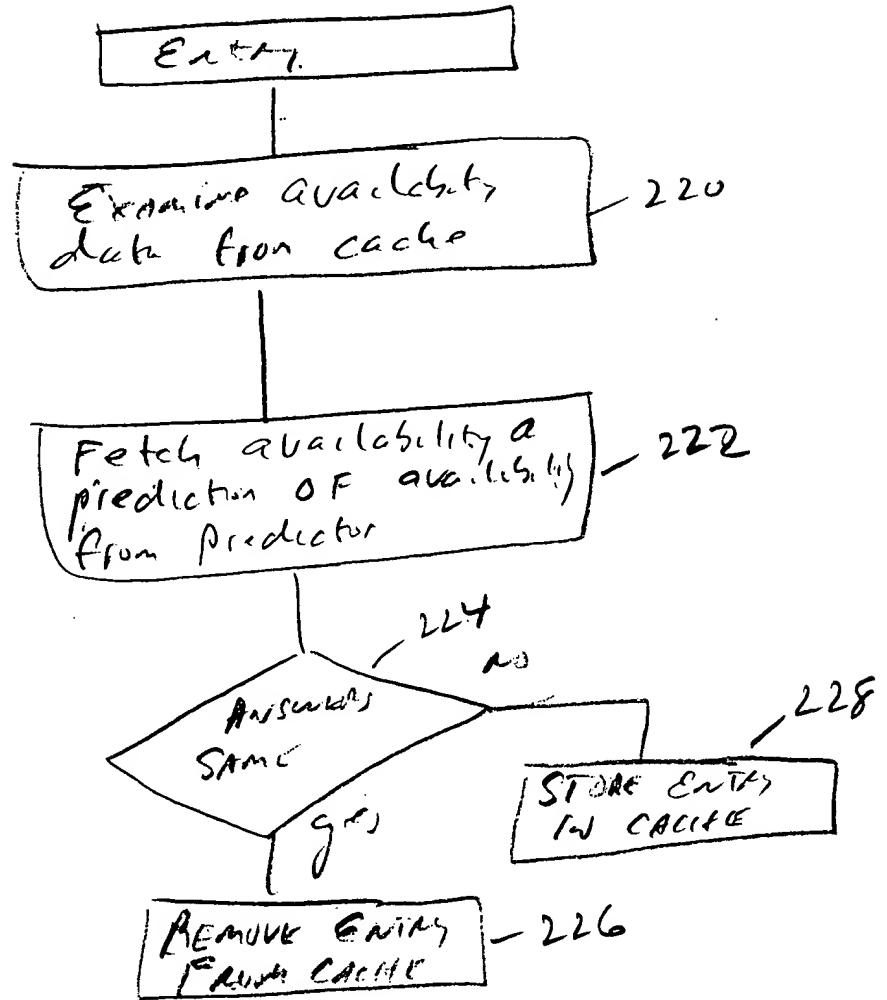 Entry
Examine availability
data from cache
220
Fetch availability a
prediction OF availability
from Predictor
222
224
NO
ANSWERS
SAME
228
STORE ENTRY
IN CACHE
yes
REMOVE ENTRY
FROM CACHE
226